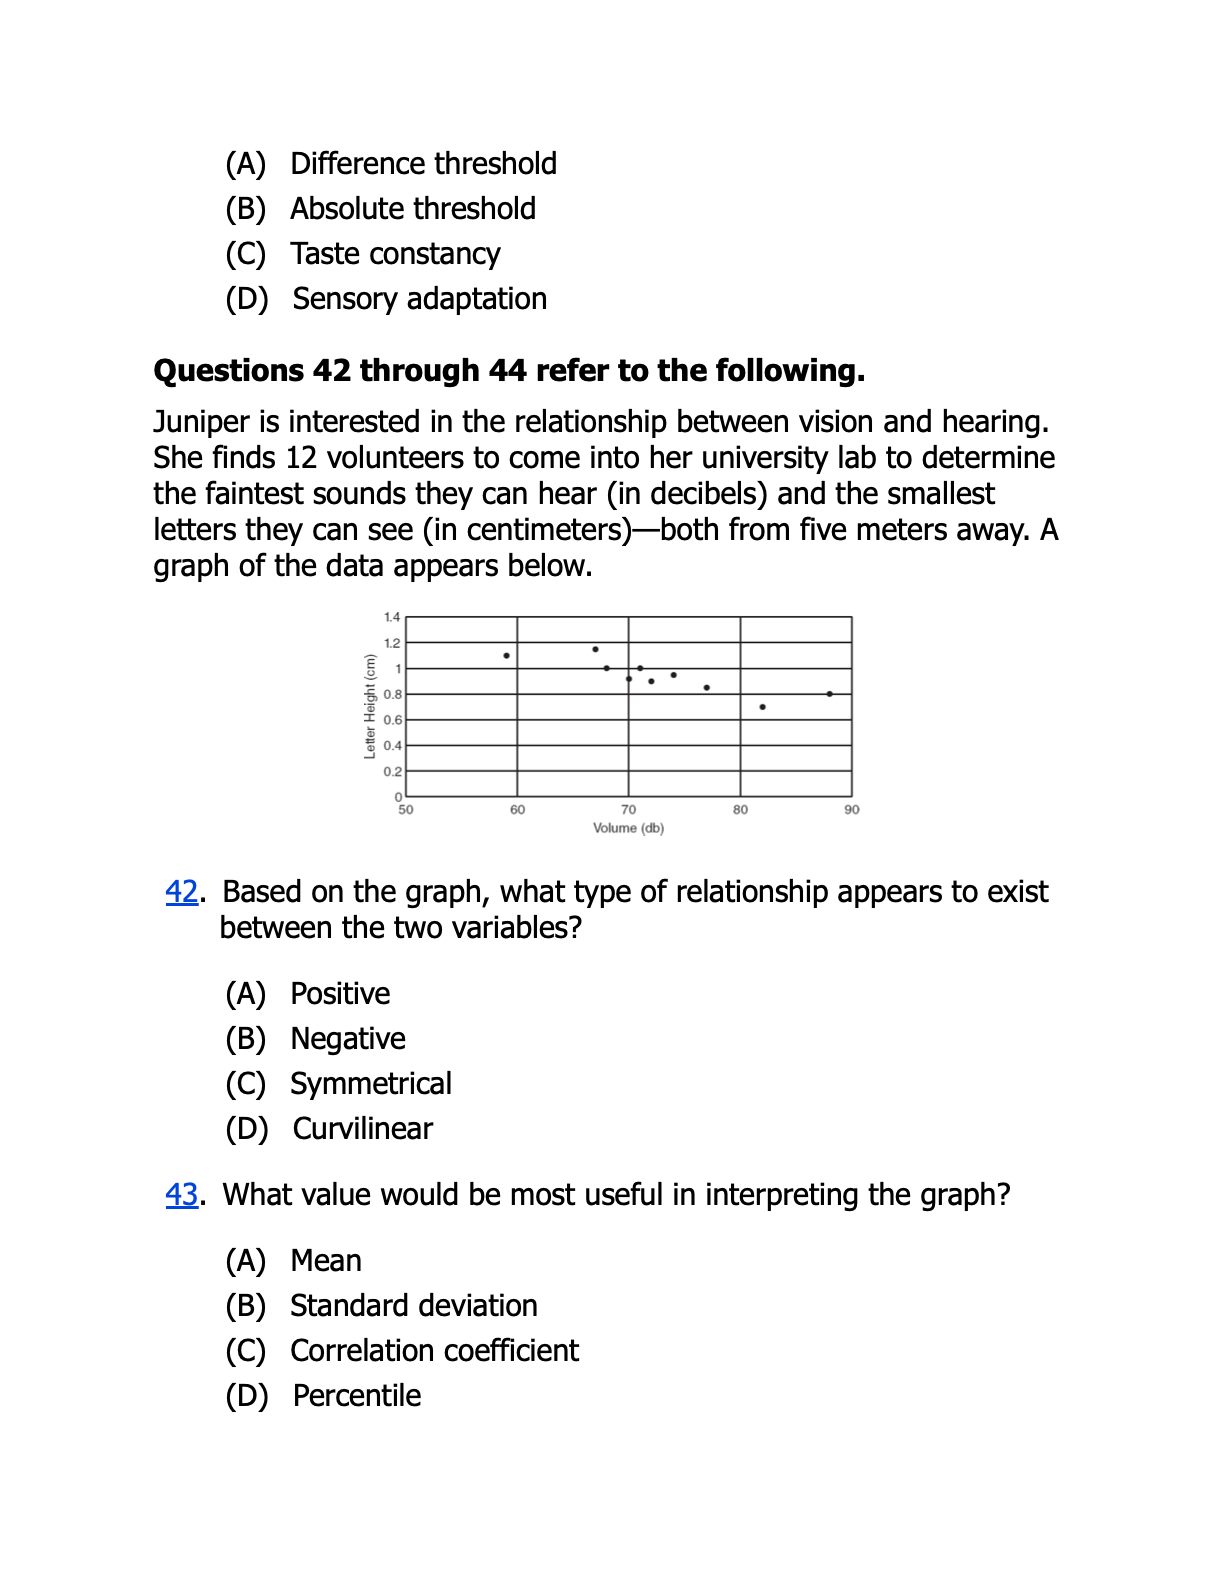 (A) Difference threshold
(B) Absolute threshold
(C) Taste constancy
(D) Sensory adaptation
Questions 42 through 44 refer to the following.
Juniper is interested in the relationship between vision and hearing.
She finds 12 volunteers to come into her university lab to determine
the faintest sounds they can hear (in decibels) and the smallest
letters they can see (in centimeters)—both from five meters away. A
graph of the data appears below.
1.4
1.2
1
0.8
0.6
0.4
0.2
0
Letter Height (cm)
50 60 70 80 90
Volume (db)
42. Based on the graph, what type of relationship appears to exist
between the two variables?
(A) Positive
(B) Negative
(C) Symmetrical
(D) Curvilinear
43. What value would be most useful in interpreting the graph?
(A) Mean
(B) Standard deviation
(C) Correlation coefficient
(D) Percentile